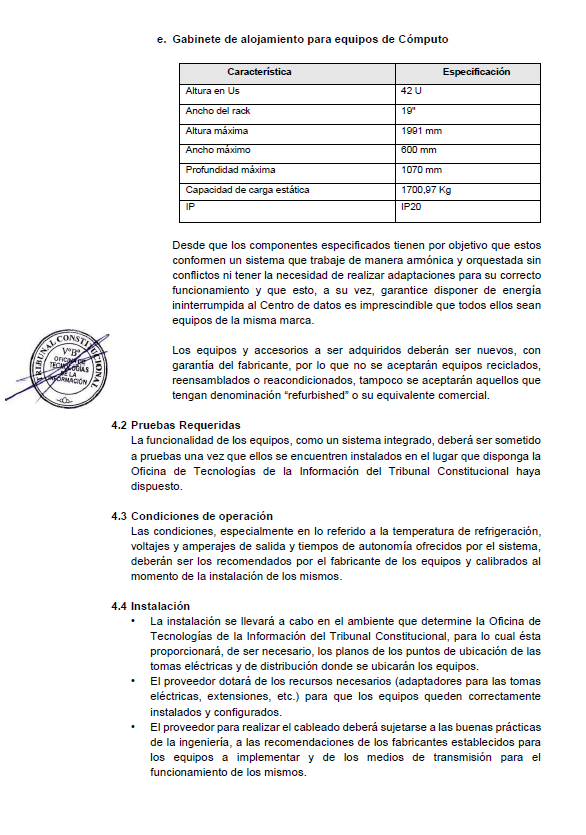 e. Gabinete de alojamiento para equipos de Cómputo
Característica Especificación
Altura en Us 42 U
Ancho del rack 19"
Altura máxima 1991 mm
Ancho máximo 600 mm
Profundidad máxima 1070 mm
Capacidad de carga estática 1700,97 Kg
IP IP20
Desde que los componentes especificados tienen por objetivo que estos
conformen un sistema que trabaje de manera armónica y orquestada sin
conflictos ni tener la necesidad de realizar adaptaciones para su correcto
funcionamiento y que esto, a su vez, garantice disponer de energía
ininterrumpida al Centro de datos es imprescindible que todos ellos sean
equipos de la misma marca.
TRIBUNAL CONSTITUCIONAL
V°B°
OFICINA DE
TECNOLOGÍAS
DE LA
INFORMACIÓN
Los equipos y accesorios a ser adquiridos deberán ser nuevos, con
garantía del fabricante, por lo que no se aceptarán equipos reciclados,
reensamblados o reacondicionados, tampoco se aceptarán aquellos que
tengan denominación “refurbished” o su equivalente comercial.
4.2 Pruebas Requeridas
La funcionalidad de los equipos, como un sistema integrado, deberá ser sometido
a pruebas una vez que ellos se encuentren instalados en el lugar que disponga la
Oficina de Tecnologías de la Información del Tribunal Constitucional haya
dispuesto.
4.3 Condiciones de operación
Las condiciones, especialmente en lo referido a la temperatura de refrigeración,
voltajes y amperajes de salida y tiempos de autonomía ofrecidos por el sistema,
deberán ser los recomendados por el fabricante de los equipos y calibrados al
momento de la instalación de los mismos.
4.4 Instalación
• La instalación se llevará a cabo en el ambiente que determine la Oficina de
Tecnologías de la Información del Tribunal Constitucional, para lo cual ésta
proporcionará, de ser necesario, los planos de los puntos de ubicación de las
tomas eléctricas y de distribución donde se ubicarán los equipos.
• El proveedor dotará de los recursos necesarios (adaptadores para las tomas
eléctricas, extensiones, etc.) para que los equipos queden correctamente
instalados y configurados.
• El proveedor para realizar el cableado deberá sujetarse a las buenas prácticas
de la ingeniería, a las recomendaciones de los fabricantes establecidos para
los equipos a implementar y de los medios de transmisión para el
funcionamiento de los mismos.